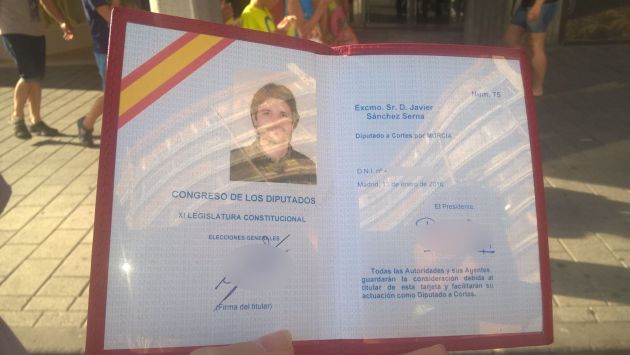 CONGRESO DE LOS DIPUTADOS
XI LEGISLATURA CONSTITUCIONAL
ELECCIONES GENERALES
(Firma del titular)
Núm. 75
Excmo. Sr. D. Javier
Sánchez Serna
Diputado a Cortes por MURCIA
D.N.I. nº -
Madrid, 13 de enero de 2016
El Presidente,
Todas las Autoridades y sus Agentes
guardarán la consideración debida al
titular de esta tarjeta y facilitarán su
actuación como Diputado a Cortes.